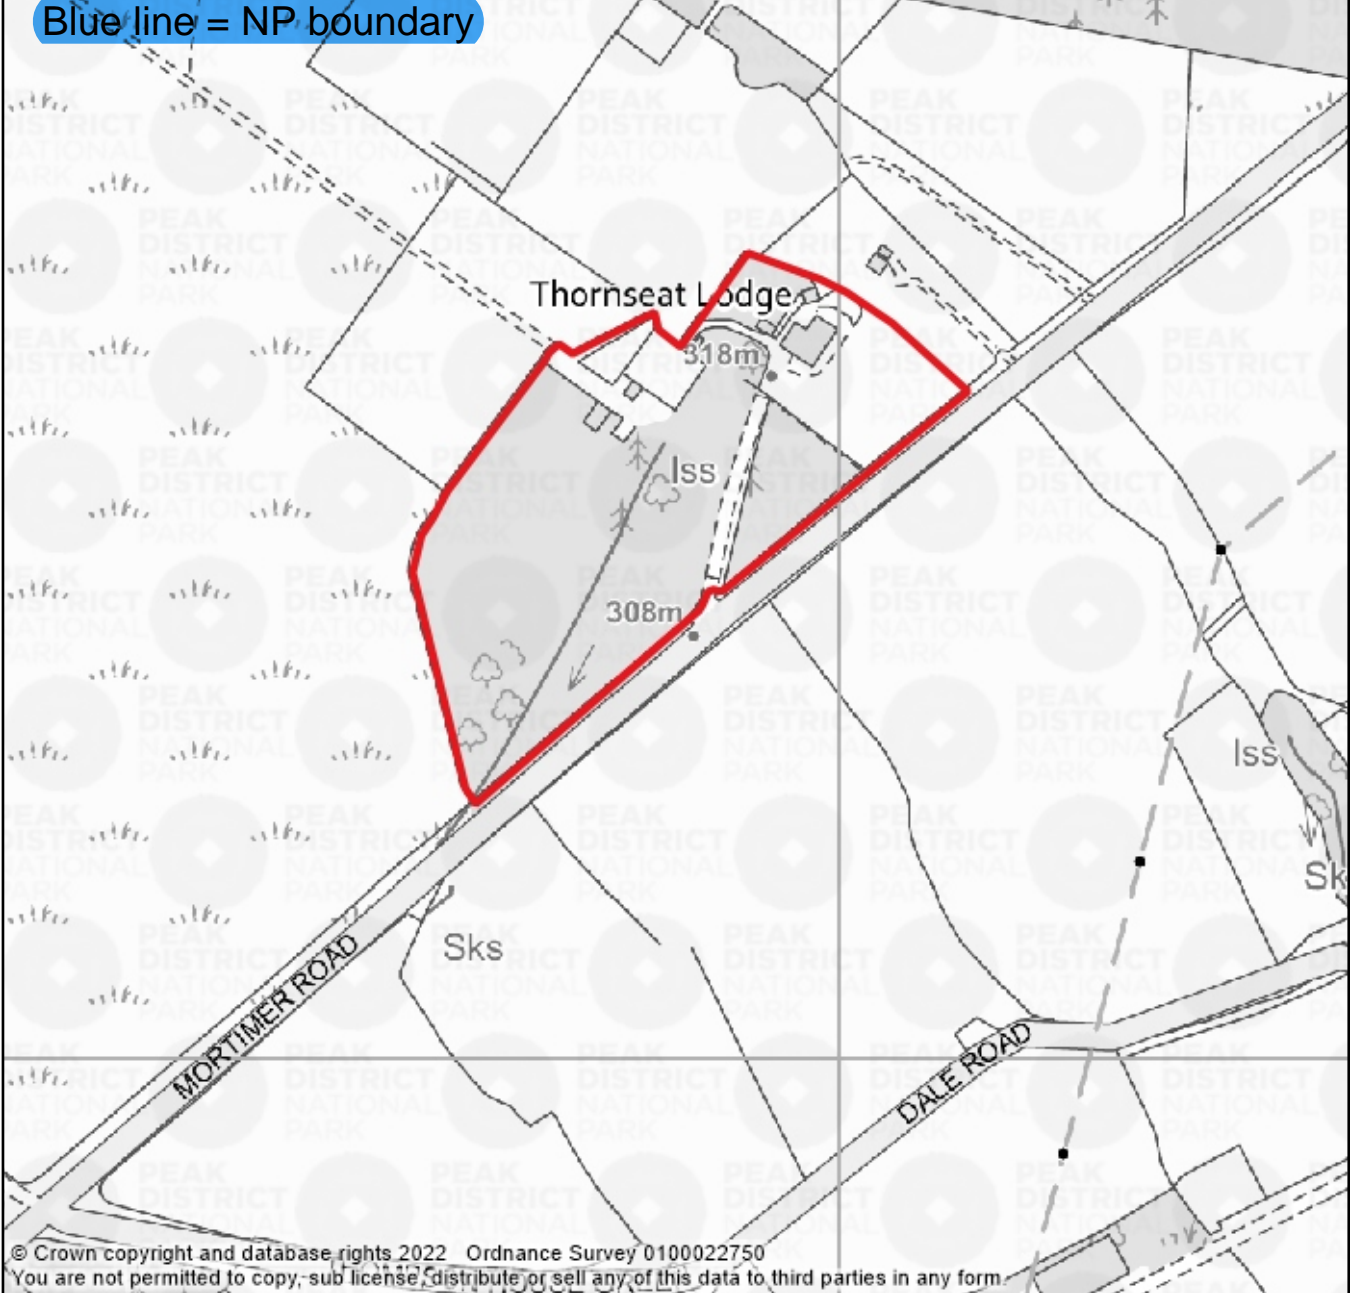 Blue line = NP boundary
Thornseat Lodge
318m
Iss
308m
Iss
Sks
MORTIMER ROAD
DALE ROAD
© Crown copyright and database rights 2022 Ordnance Survey 0100022750
You are not permitted to copy, sub license, distribute or sell any of this data to third parties in any form.
PEAK
DISTRICT
NATIONAL
PARK